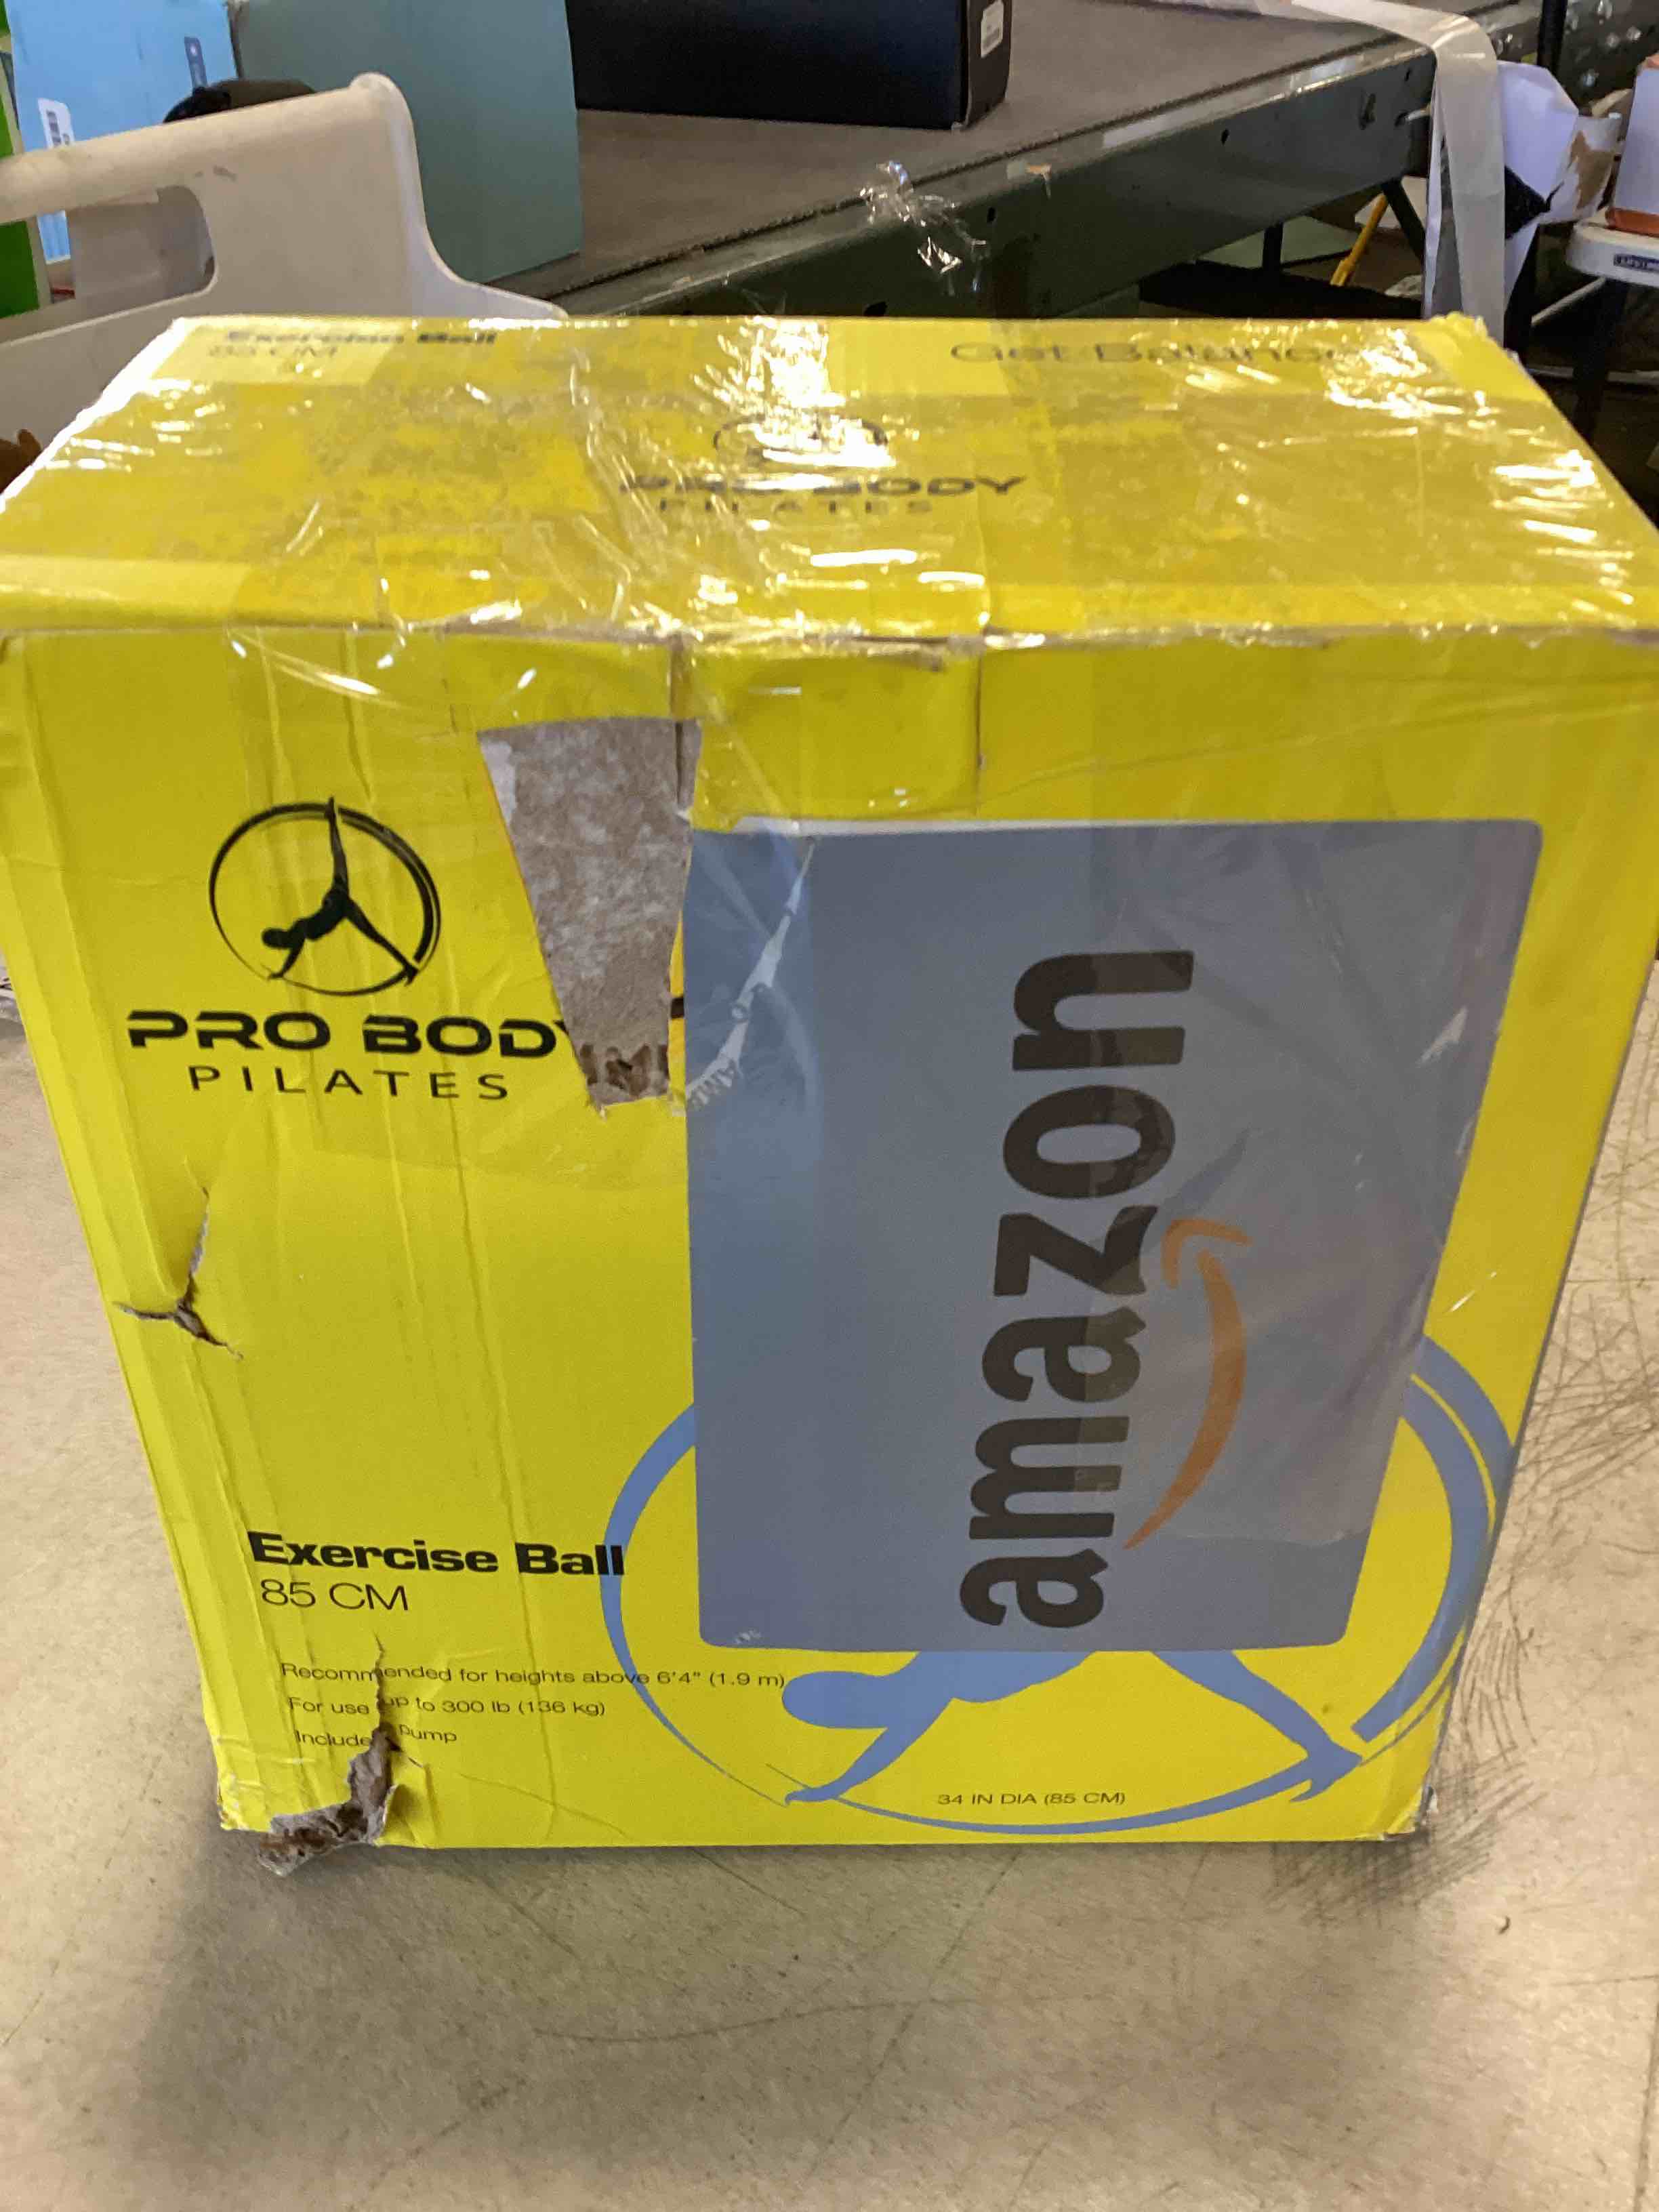 Exercise Ball
85 CM
Get Balance
PRO BODY
PILATES
PRO BODY
PILATES
amazon
Exercise Ball
85 CM
Recommended for heights above 6'4" (1.9 m)
For use up to 300 lb (136 kg)
Includes Pump
34 IN DIA (85 CM)